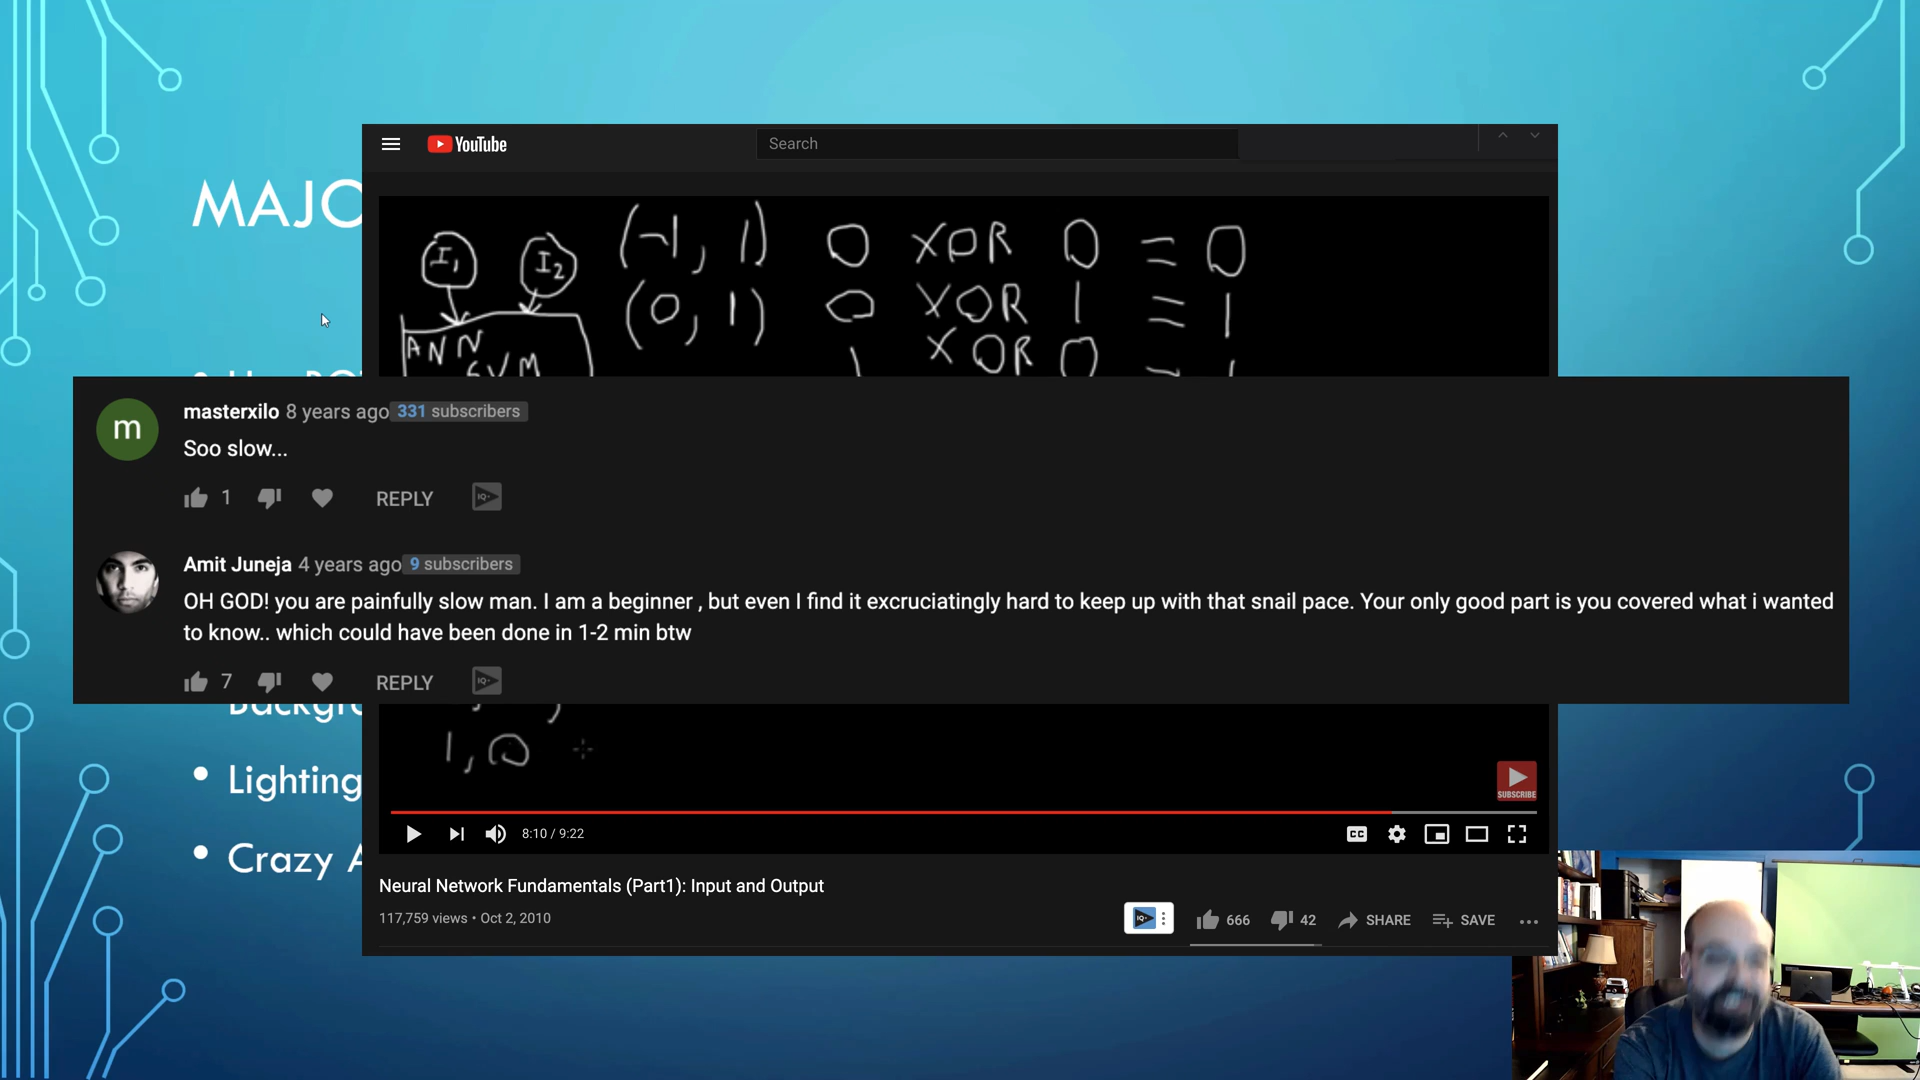 MAJO
YouTube
Search
I1 I2 (-1, 1) 0 XOR 0 = 0
(0, 1) 0 XOR 1 = 1
ANN XOR 0 =
SVM
masterxilo 8 years ago 331 subscribers
Soo slow...
1 REPLY
Amit Juneja 4 years ago 9 subscribers
OH GOD! you are painfully slow man. I am a beginner , but even I find it excruciatingly hard to keep up with that snail pace. Your only good part is you covered what i wanted
to know.. which could have been done in 1-2 min btw
7 REPLY
1, 0
• Lighting
SUBSCRIBE
8:10 / 9:22
CC
• Crazy A
Neural Network Fundamentals (Part1): Input and Output
117,759 views • Oct 2, 2010
IQ 666 42 SHARE SAVE